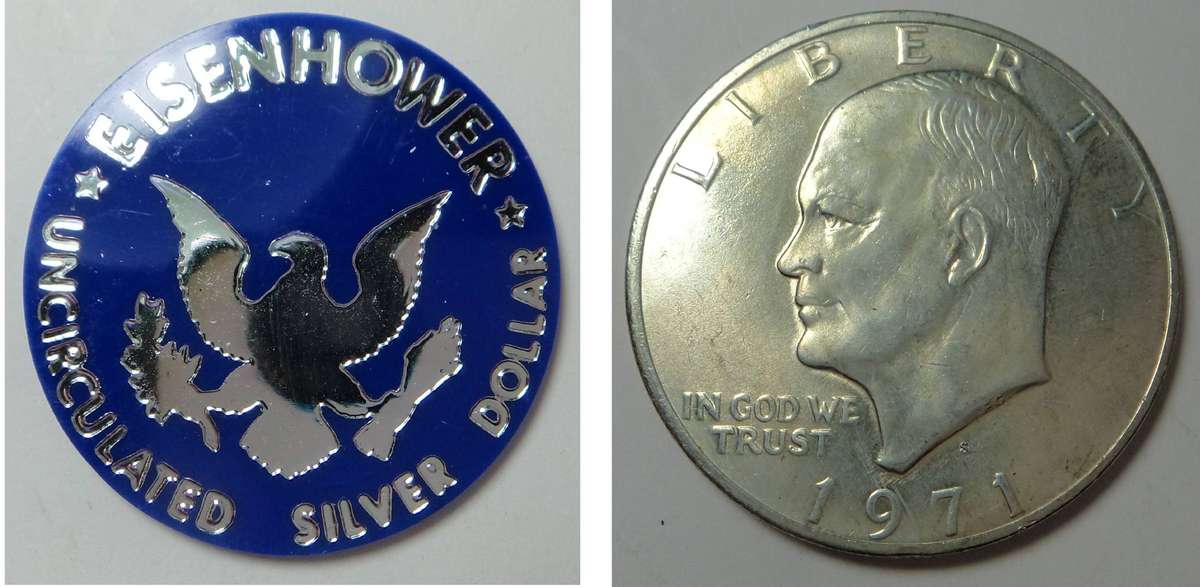 ★ EISENHOWER ★
UNCIRCULATED SILVER DOLLAR
LIBERTY
IN GOD WE
TRUST
S
1971